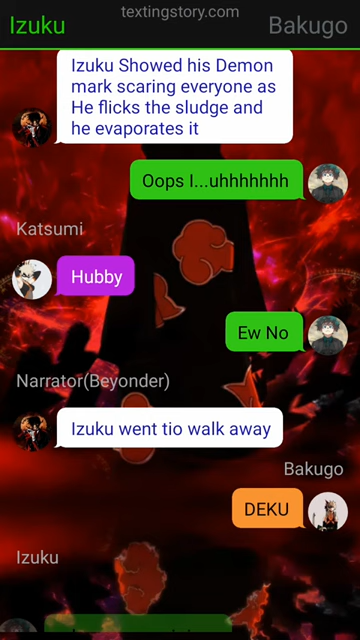 textingstory.com
Izuku
Bakugo
Izuku Showed his Demon
mark scaring everyone as
He flicks the sludge and
he evaporates it
Oops I...uhhhhhhh
Katsumi
Hubby
Ew No
Narrator(Beyonder)
Izuku went tio walk away
Bakugo
DEKU
Izuku